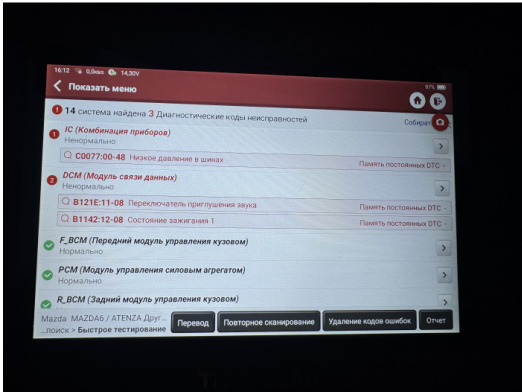 16:12 0,0кбіт 14,30V 97%
Показать меню
14 система найдена 3 Диагностические коды неисправностей
Собират
1 IC (Комбинация приборов)
Ненормально
C0077:00-48 Низкое давление в шинах Память постоянных DTC
2 DCM (Модуль связи данных)
Ненормально
B121E:11-08 Переключатель приглушения звука Память постоянных DTC
B1142:12-08 Состояние зажигания 1 Память постоянных DTC
F_BCM (Передний модуль управления кузовом)
Нормально
PCM (Модуль управления силовым агрегатом)
Нормально
R_BCM (Задний модуль управления кузовом)
Mazda MAZDA6 / ATENZA Друг...
...поиск > Быстрое тестирование
Перевод Повторное сканирование Удаление кодов ошибок Отчет